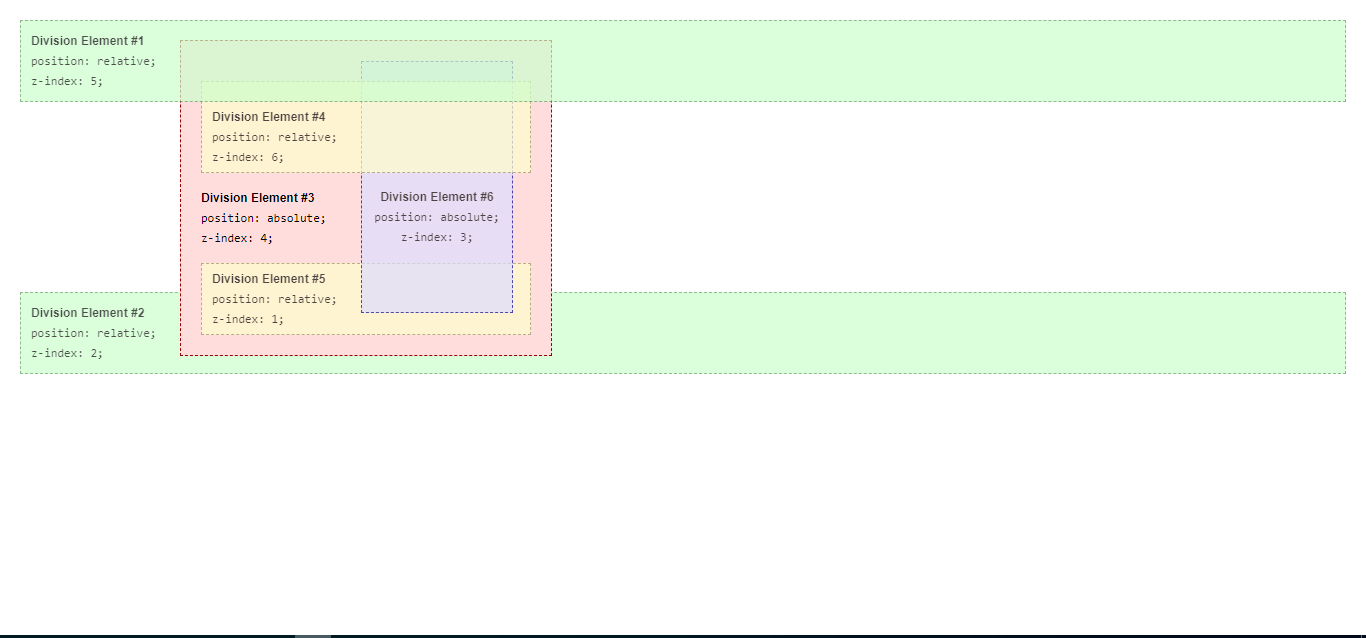 Division Element #1
position: relative;
z-index: 5;
Division Element #4
position: relative;
z-index: 6;
Division Element #3
position: absolute;
z-index: 4;
Division Element #6
position: absolute;
z-index: 3;
Division Element #5
position: relative;
z-index: 1;
Division Element #2
position: relative;
z-index: 2;